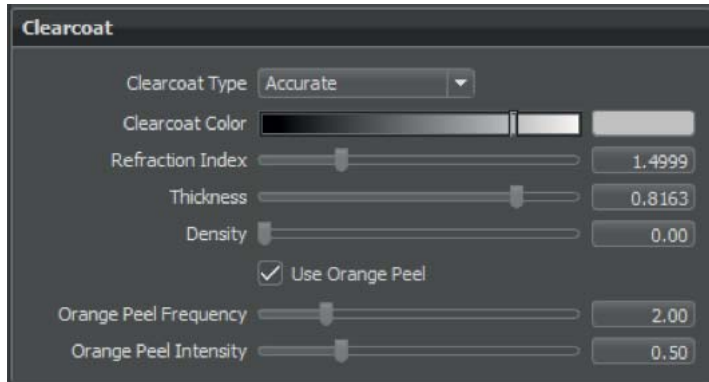 Clearcoat
Clearcoat Type Accurate
Clearcoat Color
Refraction Index 1.4999
Thickness 0.8163
Density 0.00
Use Orange Peel
Orange Peel Frequency 2.00
Orange Peel Intensity 0.50